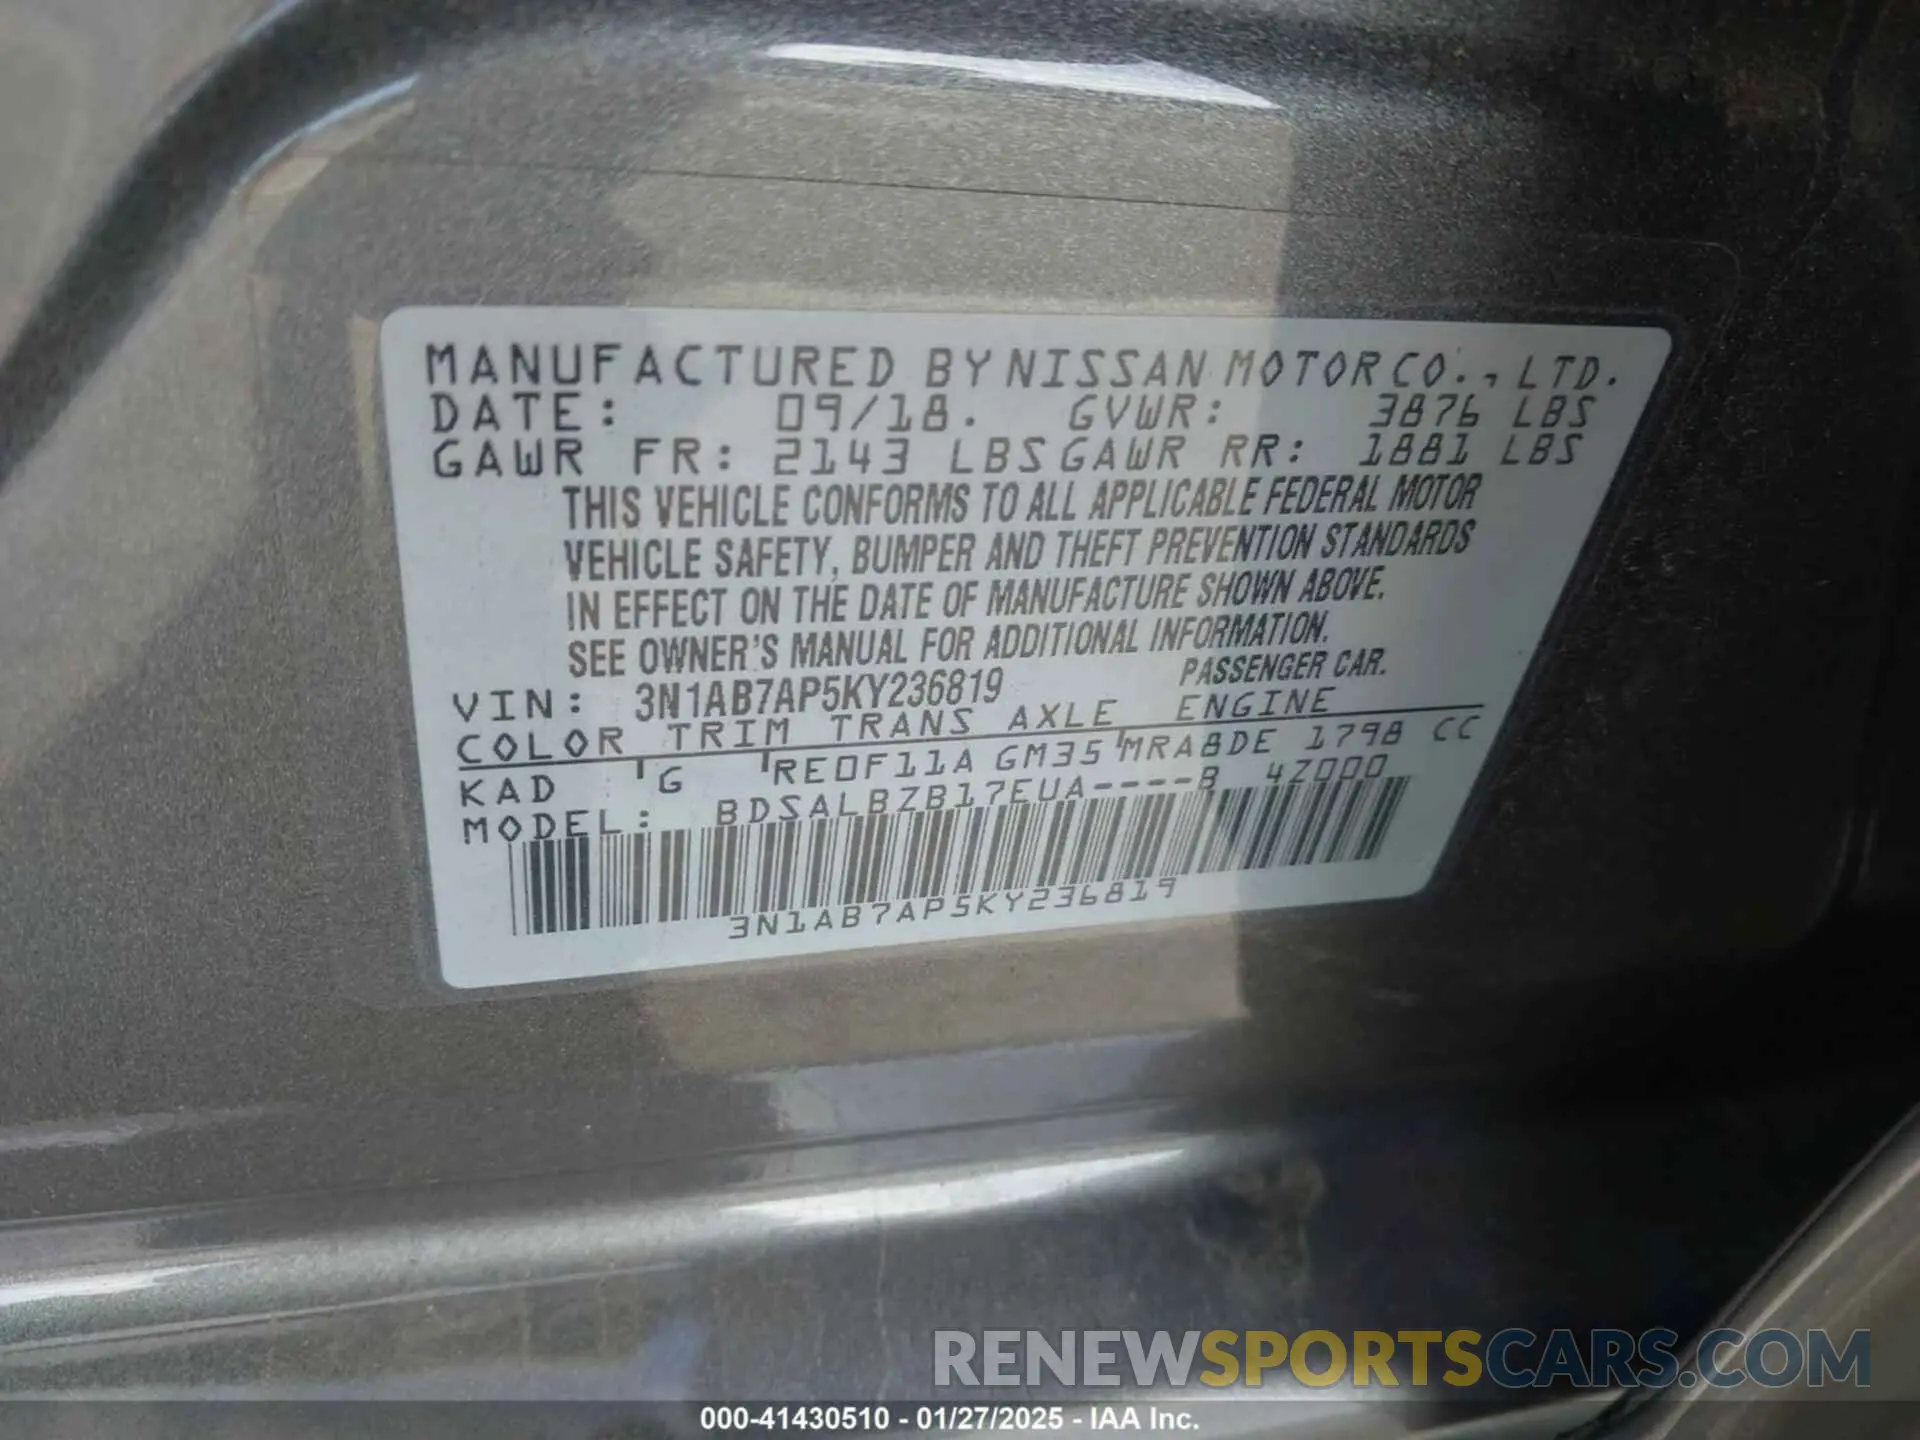 MANUFACTURED BY NISSAN MOTOR CO., LTD.
DATE: 09/18. GVWR: 3876 LBS
GAWR FR: 2143 LBS GAWR RR: 1881 LBS
THIS VEHICLE CONFORMS TO ALL APPLICABLE FEDERAL MOTOR
VEHICLE SAFETY, BUMPER AND THEFT PREVENTION STANDARDS
IN EFFECT ON THE DATE OF MANUFACTURE SHOWN ABOVE.
SEE OWNER'S MANUAL FOR ADDITIONAL INFORMATION.
VIN: 3N1AB7AP5KY236819 PASSENGER CAR.
COLOR TRIM TRANS AXLE ENGINE
KAD G RE0F11A GM35 MRA8DE 1798 CC
MODEL: BDSALBZB17EUA----B 4Z000
3N1AB7AP5KY236819
RENEWSPORTSCARS.COM
000-41430510 - 01/27/2025 - IAA Inc.